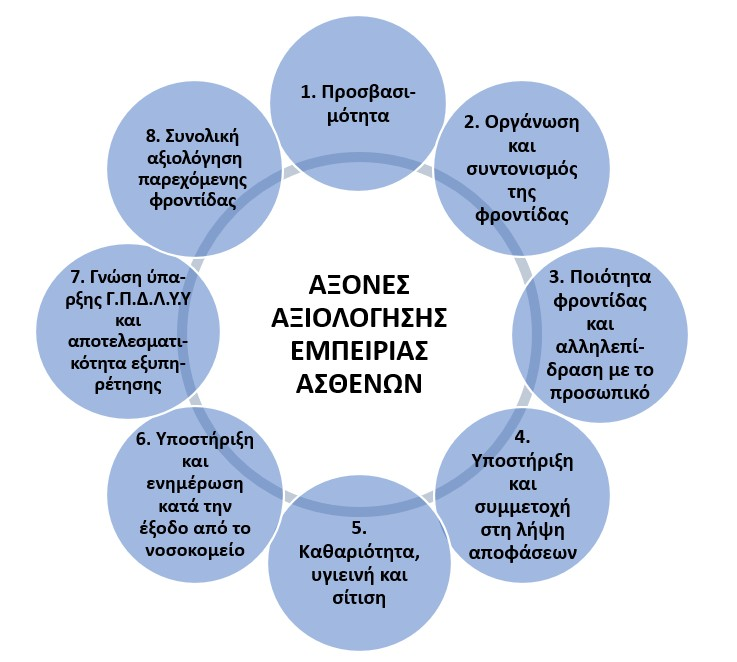 1. Προσβασι-
μότητα
2. Οργάνωση
και
συντονισμός
της
φροντίδας
3. Ποιότητα
φροντίδας
και
αλληλεπί-
δραση με το
προσωπικό
4.
Υποστήριξη
και
συμμετοχή
στη λήψη
αποφάσεων
5.
Καθαριότητα,
υγιεινή και
σίτιση
6. Υποστήριξη
και
ενημέρωση
κατά την
έξοδο από το
νοσοκομείο
7. Γνώση ύπα-
ρξης Γ.Π.Δ.Λ.Υ.Υ
και
αποτελεσματι-
κότητα εξυπη-
ρέτησης
8. Συνολική
αξιολόγηση
παρεχόμενης
φροντίδας
ΑΞΟΝΕΣ
ΑΞΙΟΛΟΓΗΣΗΣ
ΕΜΠΕΙΡΙΑΣ
ΑΣΘΕΝΩΝ